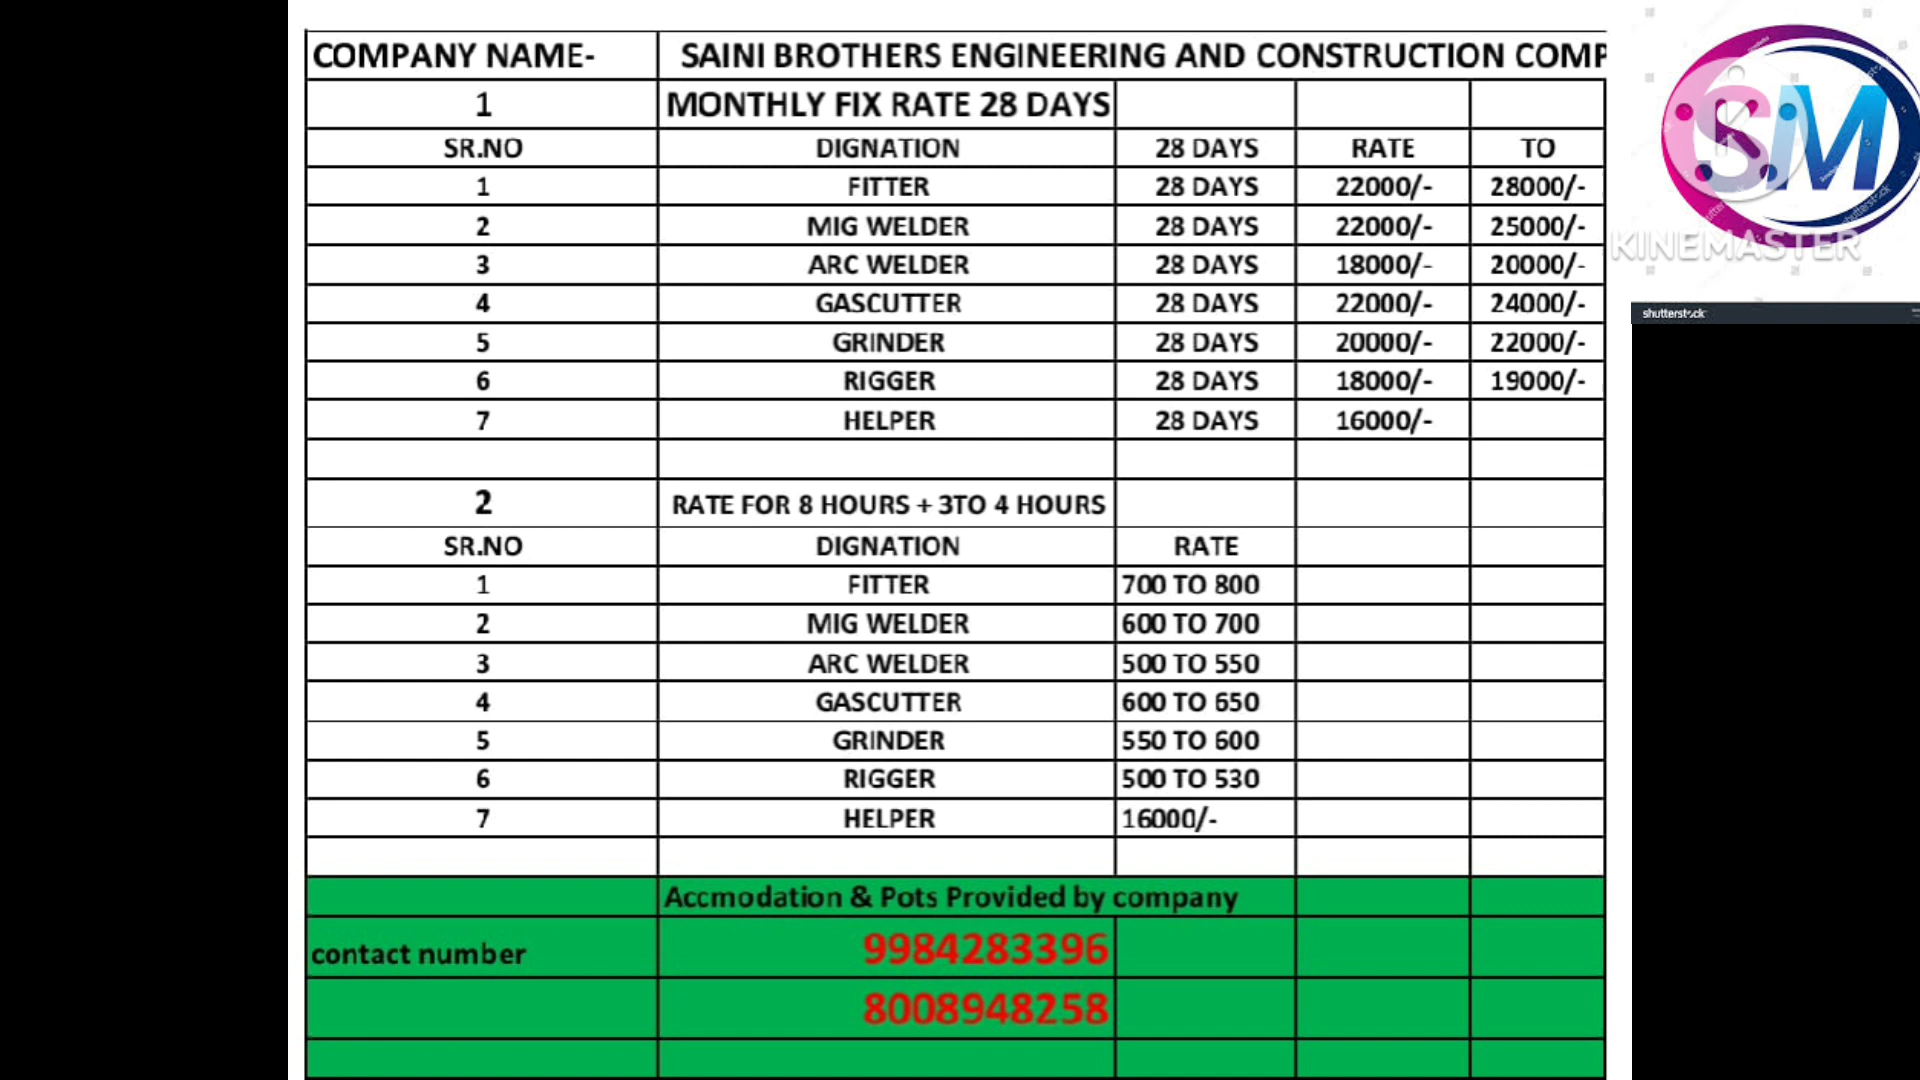 COMPANY NAME- SAINI BROTHERS ENGINEERING AND CONSTRUCTION COMP
1 MONTHLY FIX RATE 28 DAYS
SR.NO DIGNATION 28 DAYS RATE TO
1 FITTER 28 DAYS 22000/- 28000/-
2 MIG WELDER 28 DAYS 22000/- 25000/-
3 ARC WELDER 28 DAYS 18000/- 20000/-
4 GASCUTTER 28 DAYS 22000/- 24000/-
5 GRINDER 28 DAYS 20000/- 22000/-
6 RIGGER 28 DAYS 18000/- 19000/-
7 HELPER 28 DAYS 16000/-
2 RATE FOR 8 HOURS + 3TO 4 HOURS
SR.NO DIGNATION RATE
1 FITTER 700 TO 800
2 MIG WELDER 600 TO 700
3 ARC WELDER 500 TO 550
4 GASCUTTER 600 TO 650
5 GRINDER 550 TO 600
6 RIGGER 500 TO 530
7 HELPER 16000/-
Accmodation & Pots Provided by company
contact number 9984283396
8008948258
SM
KINEMASTER
shutterstock